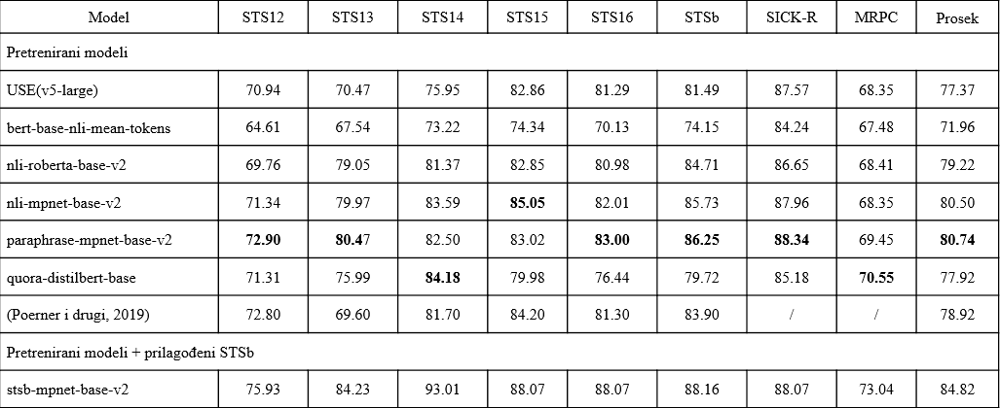 Model STS12 STS13 STS14 STS15 STS16 STSb SICK-R MRPC Prosek
Pretrenirani modeli
USE(v5-large) 70.94 70.47 75.95 82.86 81.29 81.49 87.57 68.35 77.37
bert-base-nli-mean-tokens 64.61 67.54 73.22 74.34 70.13 74.15 84.24 67.48 71.96
nli-roberta-base-v2 69.76 79.05 81.37 82.85 80.98 84.71 86.65 68.41 79.22
nli-mpnet-base-v2 71.34 79.97 83.59 85.05 82.01 85.73 87.96 68.35 80.50
paraphrase-mpnet-base-v2 72.90 80.47 82.50 83.02 83.00 86.25 88.34 69.45 80.74
quora-distilbert-base 71.31 75.99 84.18 79.98 76.44 79.72 85.18 70.55 77.92
(Poerner i drugi, 2019) 72.80 69.60 81.70 84.20 81.30 83.90 / / 78.92
Pretrenirani modeli + prilagođeni STSb
stsb-mpnet-base-v2 75.93 84.23 93.01 88.07 88.07 88.16 88.07 73.04 84.82